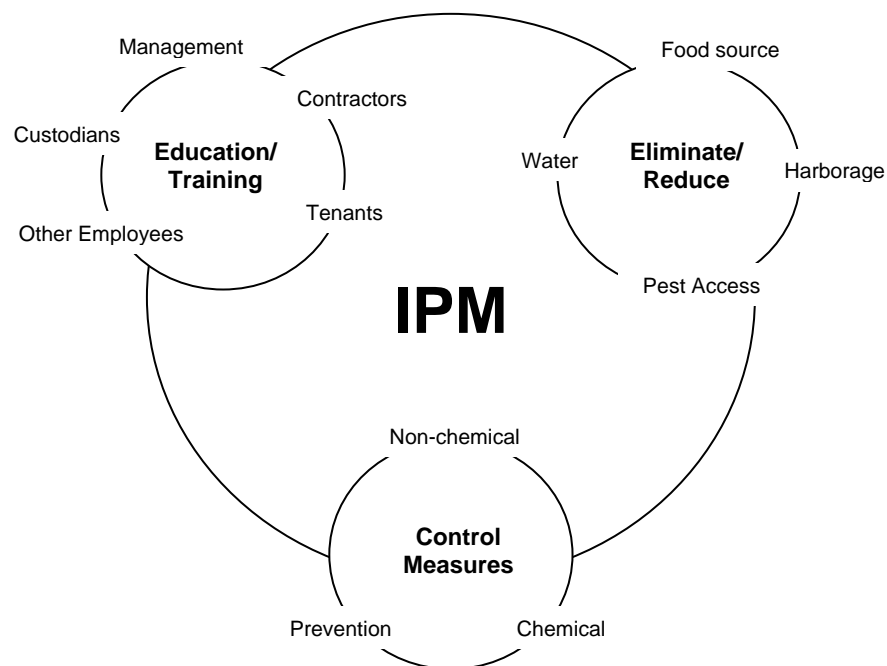 Management
Contractors
Custodians
Education/
Training
Tenants
Other Employees
Food source
Water
Eliminate/
Reduce
Harborage
Pest Access
IPM
Non-chemical
Control
Measures
Prevention
Chemical